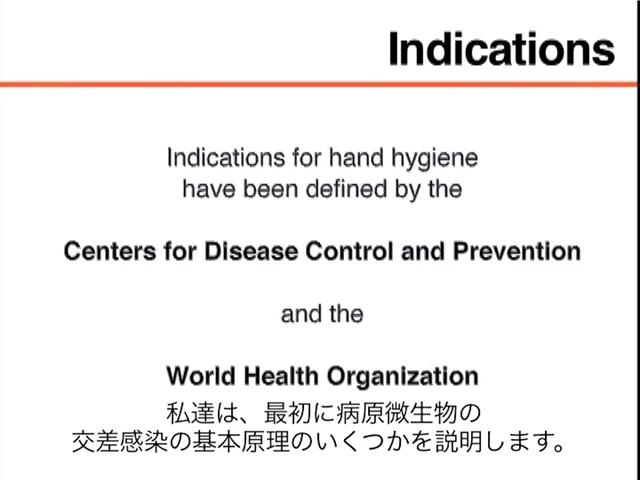 Indications
Indications for hand hygiene
have been defined by the
Centers for Disease Control and Prevention
and the
World Health Organization
私達は、最初に病原微生物の
交差感染の基本原理のいくつかを説明します。